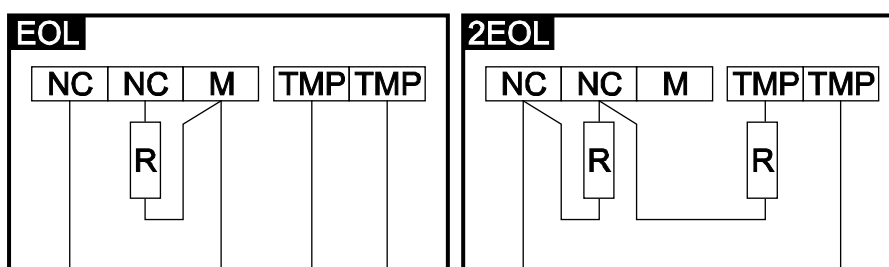 EOL
NC NC M TMP TMP
R
2EOL
NC NC M TMP TMP
R R